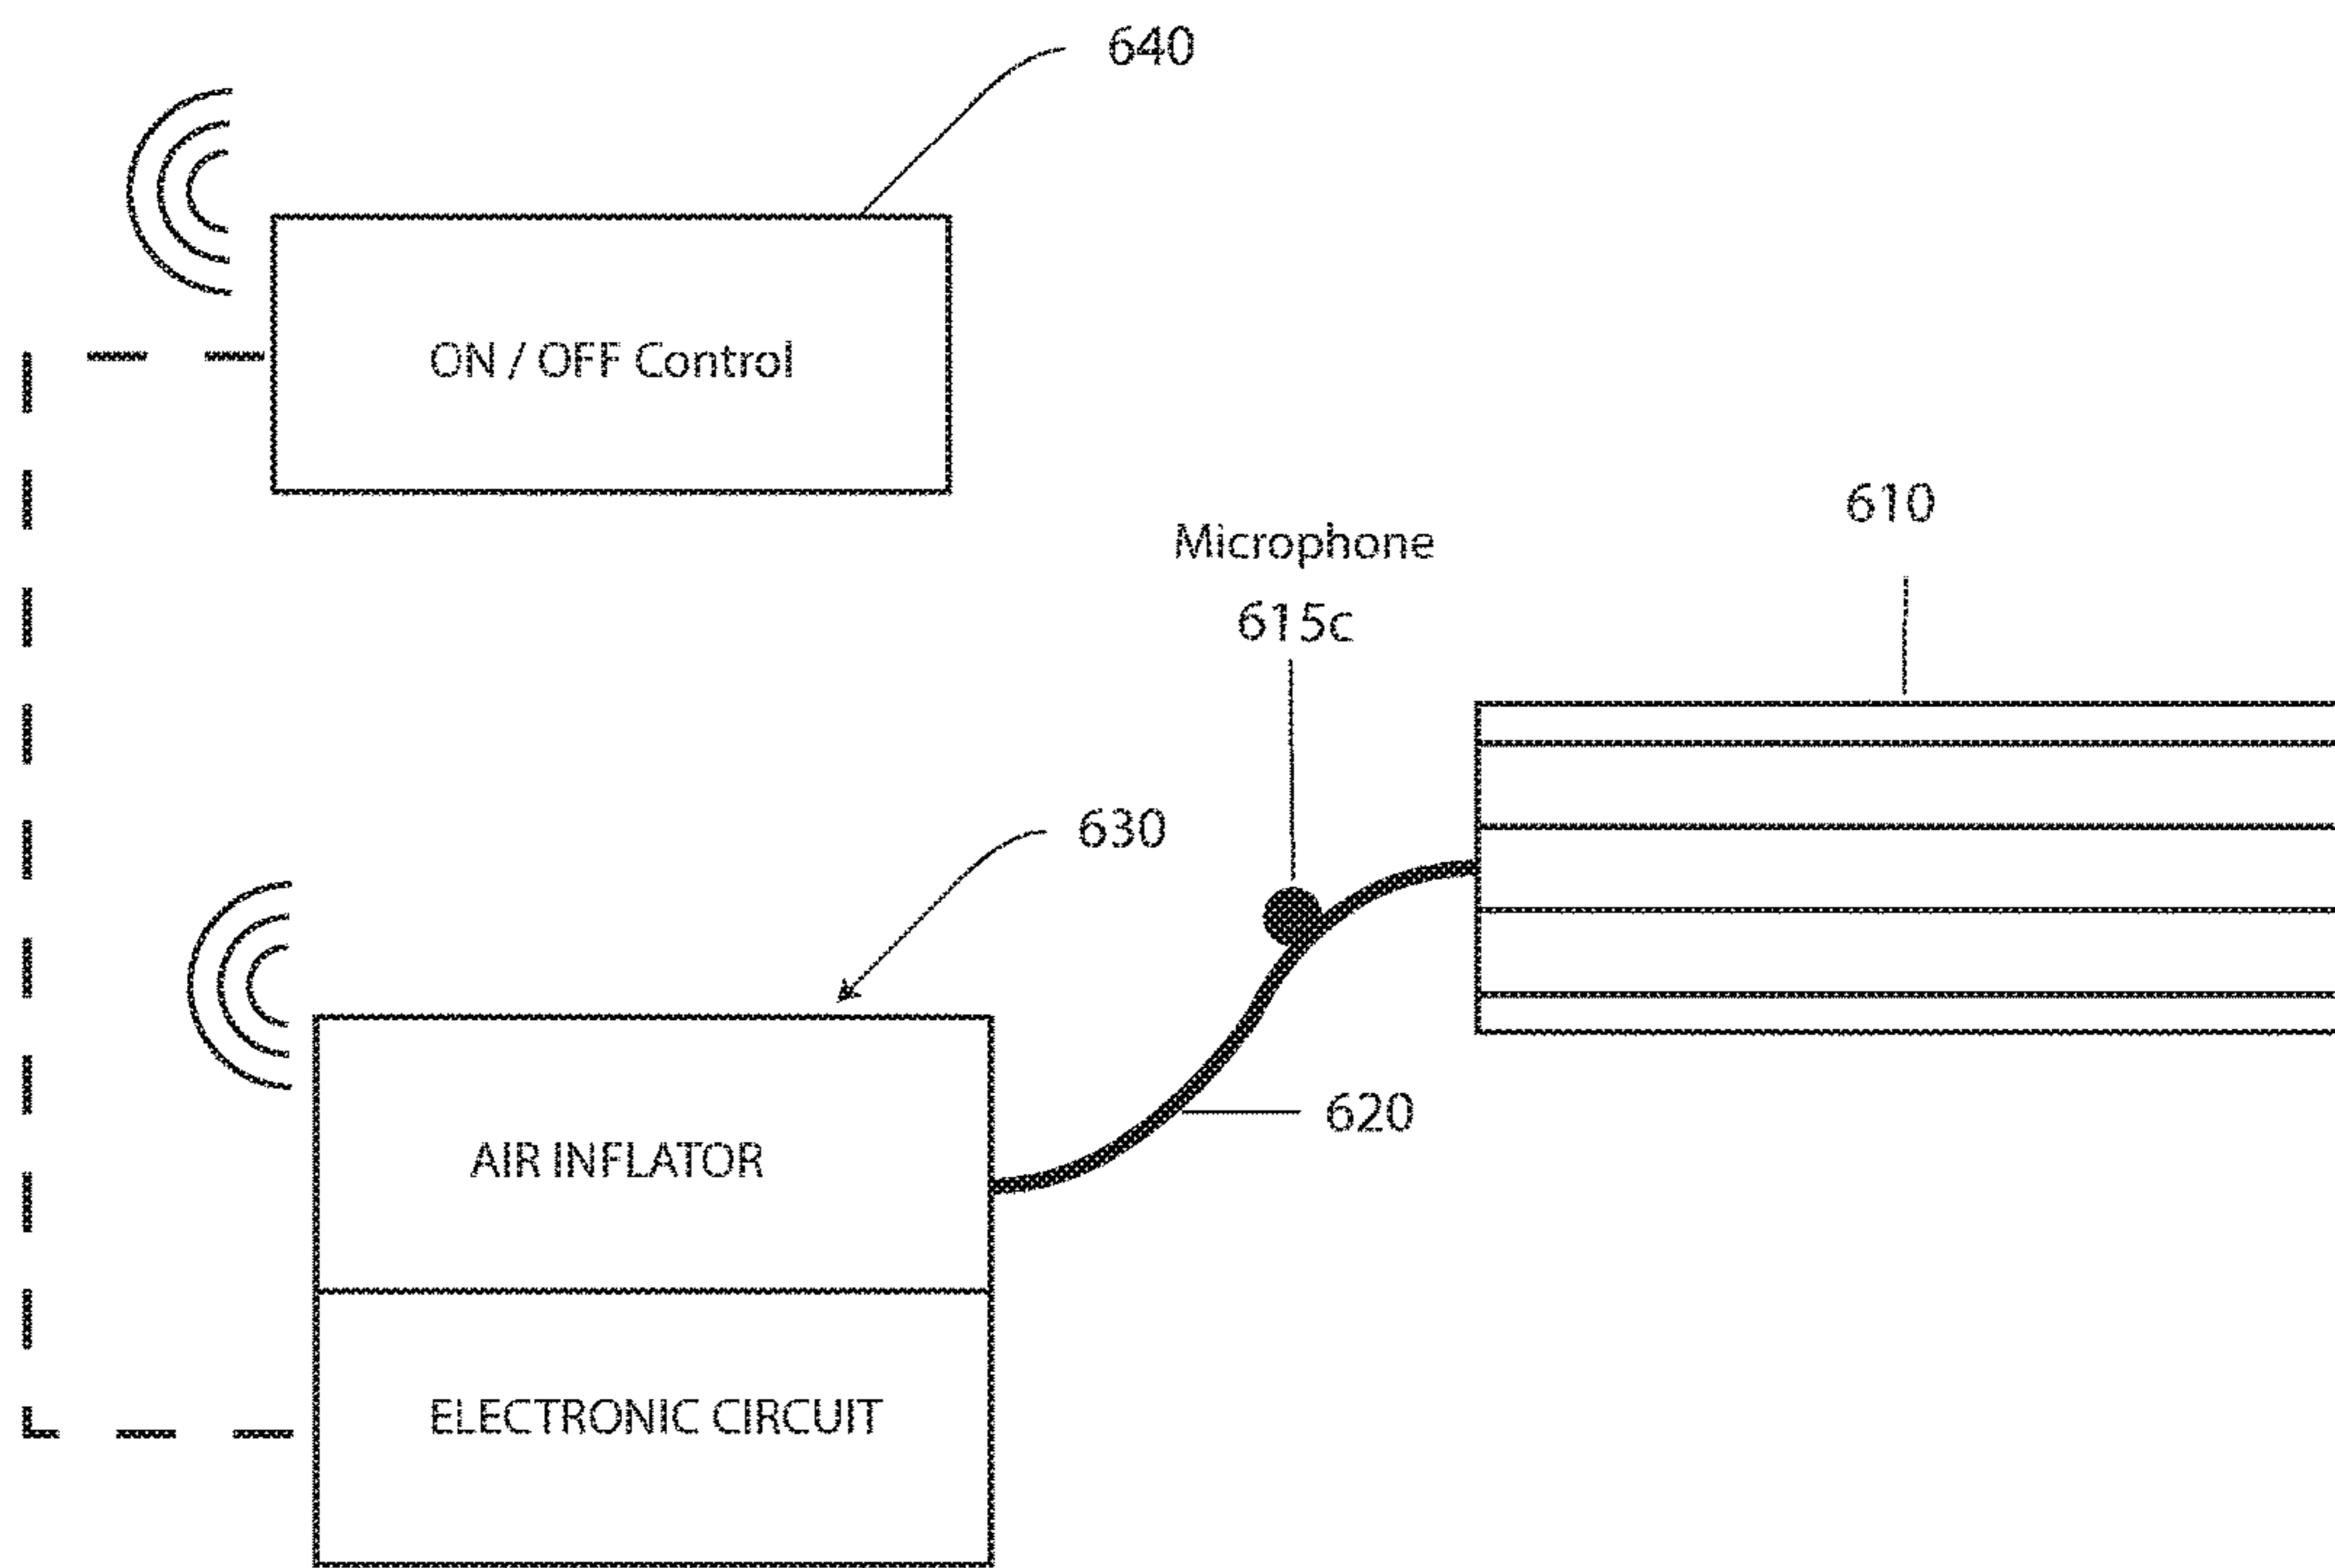 640
ON / OFF Control
610
Microphone
615c
630
620
AIR INFLATOR
ELECTRONIC CIRCUIT